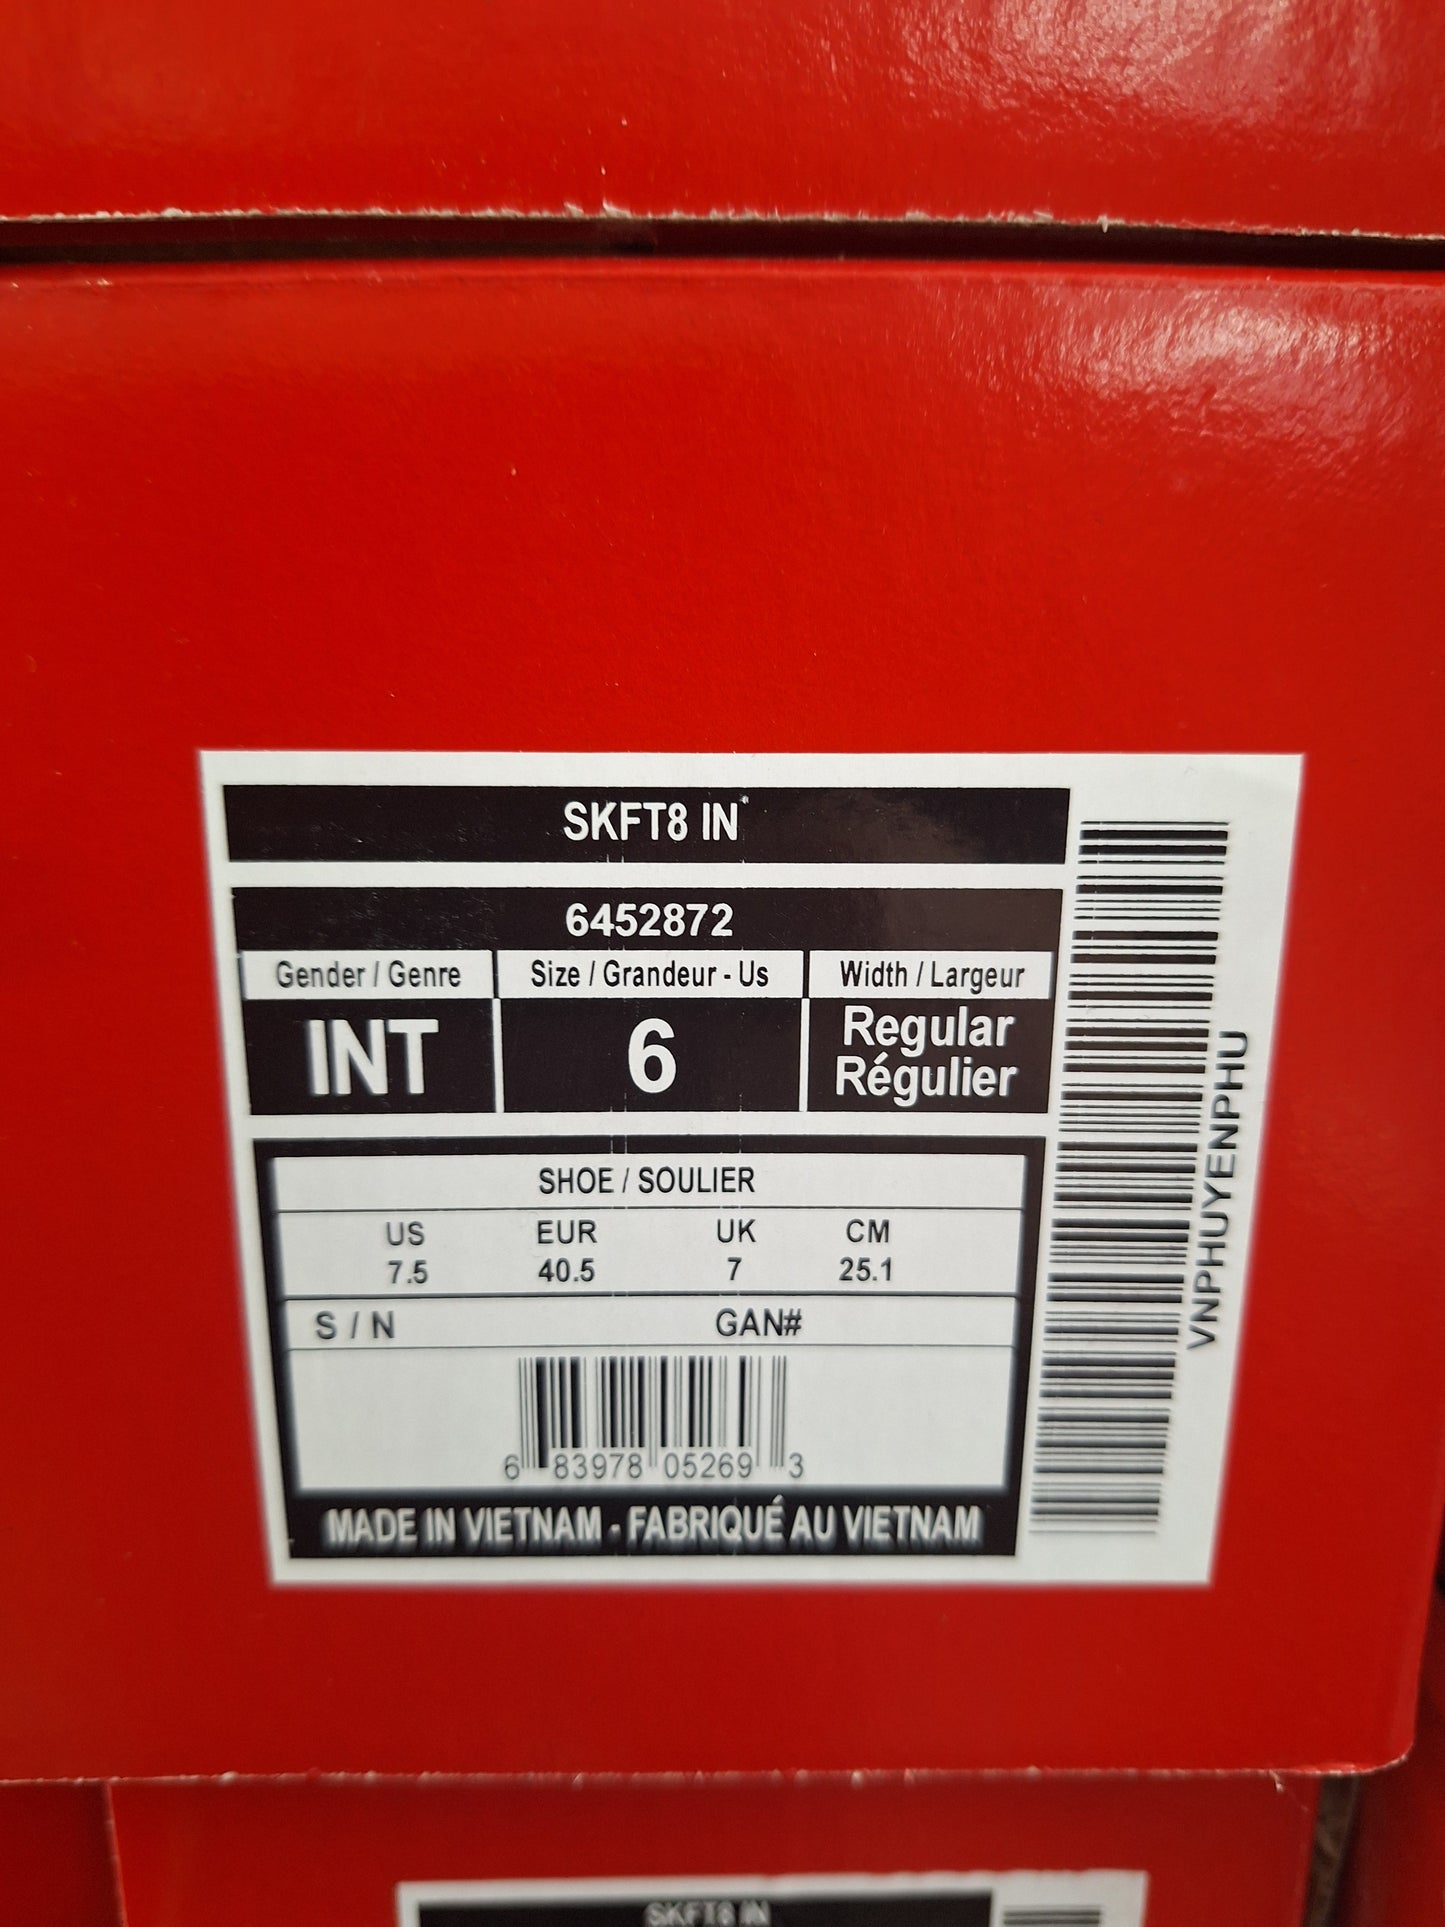 SKFT8 IN
6452872
Gender / Genre Size / Grandeur - Us Width / Largeur
INT 6 Regular
Régulier
SHOE / SOULIER
US EUR UK CM
7.5 40.5 7 25.1
S / N GAN#
6 83978 05269 3
MADE IN VIETNAM - FABRIQUÉ AU VIETNAM
VNPHUYENPHU
SKFT8 IN